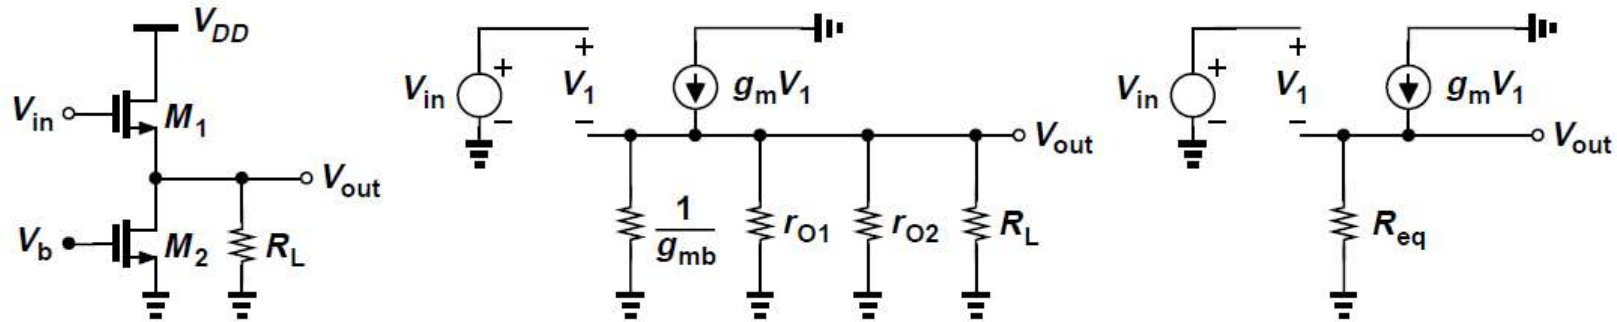 V_DD
V_in
M_1
V_out
V_b
M_2
R_L
V_in
+
−
+
V_1
−
g_mV_1
V_out
1/g_mb
r_O1
r_O2
R_L
V_in
+
−
+
V_1
−
g_mV_1
V_out
R_eq